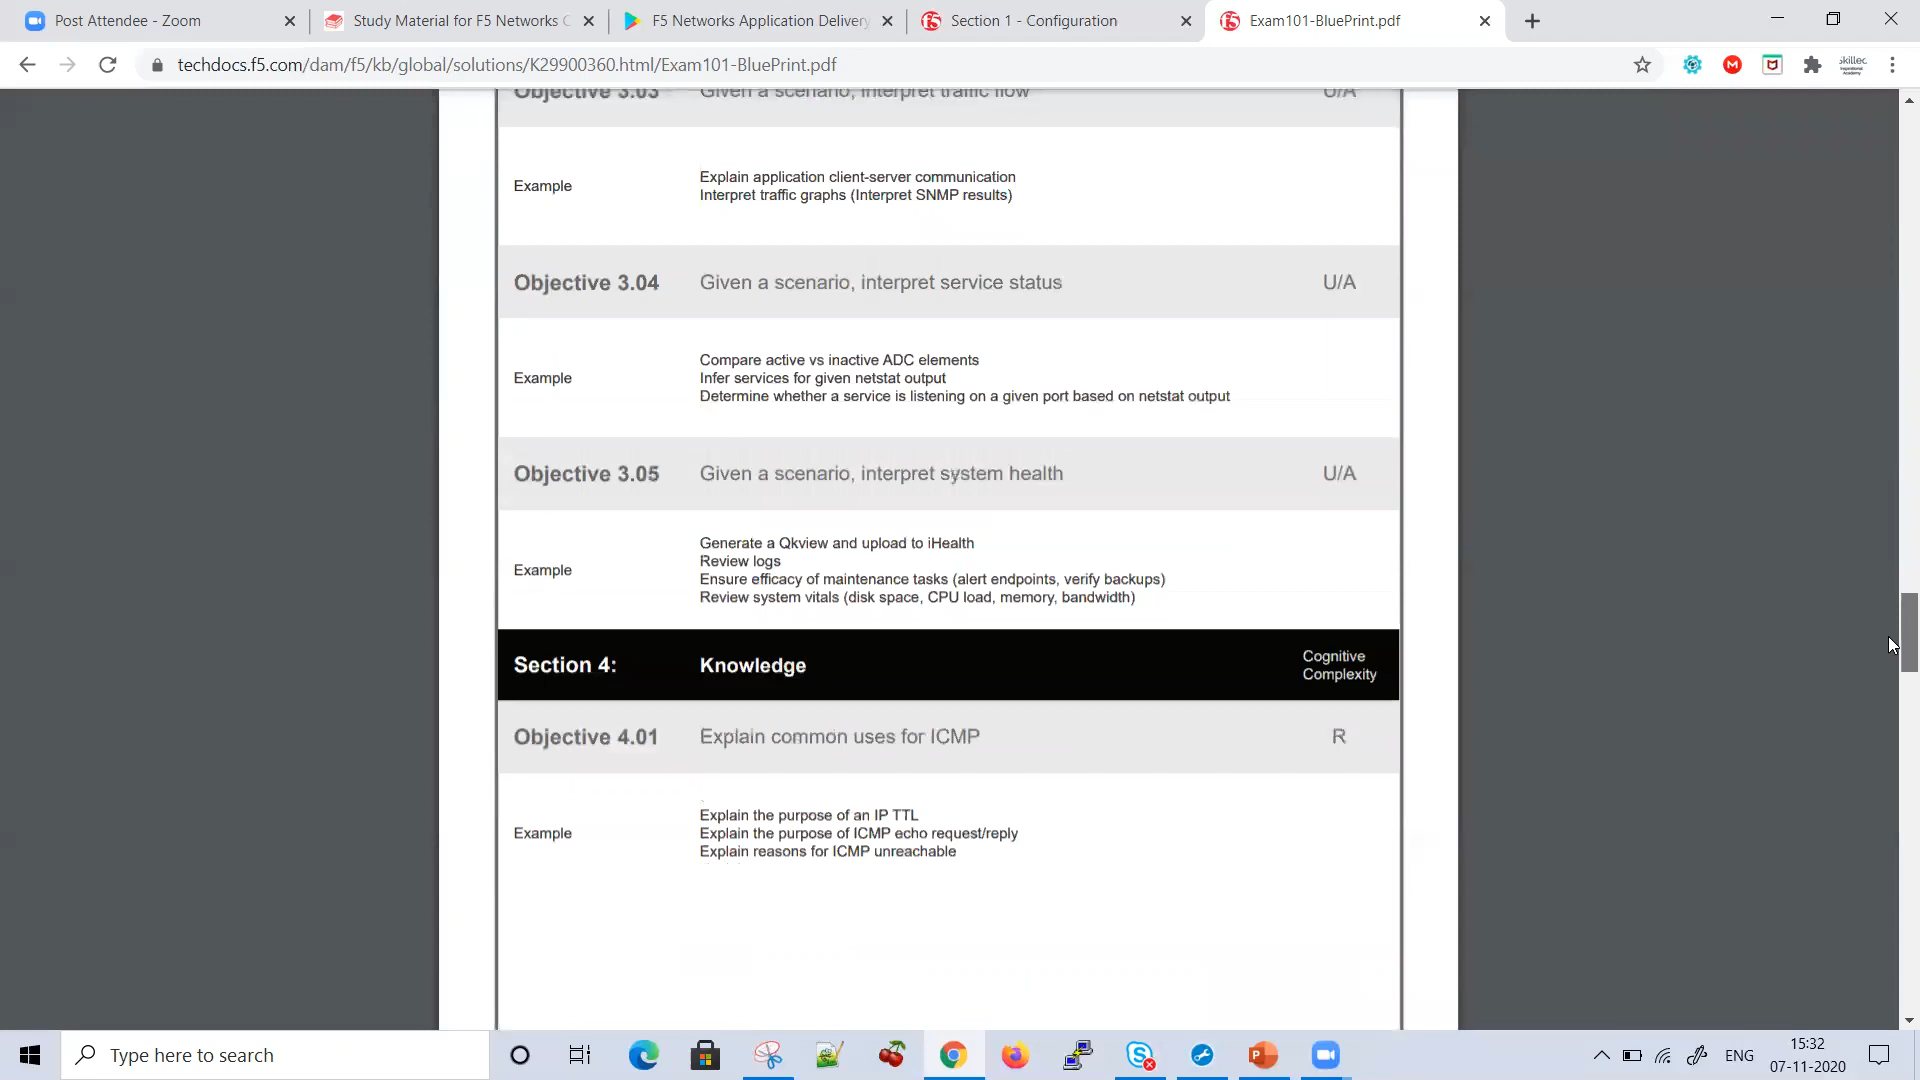 Post Attendee - Zoom
Study Material for F5 Networks
F5 Networks Application Delivery
Section 1 - Configuration
Exam101-BluePrint.pdf
techdocs.f5.com/dam/f5/kb/global/solutions/K29900360.html/Exam101-BluePrint.pdf
Objective 3.03 Given a scenario, interpret traffic flow U/A
Example
Explain application client-server communication
Interpret traffic graphs (Interpret SNMP results)
Objective 3.04 Given a scenario, interpret service status U/A
Example
Compare active vs inactive ADC elements
Infer services for given netstat output
Determine whether a service is listening on a given port based on netstat output
Objective 3.05 Given a scenario, interpret system health U/A
Example
Generate a Qkview and upload to iHealth
Review logs
Ensure efficacy of maintenance tasks (alert endpoints, verify backups)
Review system vitals (disk space, CPU load, memory, bandwidth)
Section 4: Knowledge Cognitive
Complexity
Objective 4.01 Explain common uses for ICMP R
Example
Explain the purpose of an IP TTL
Explain the purpose of ICMP echo request/reply
Explain reasons for ICMP unreachable
Type here to search
ENG
15:32
07-11-2020